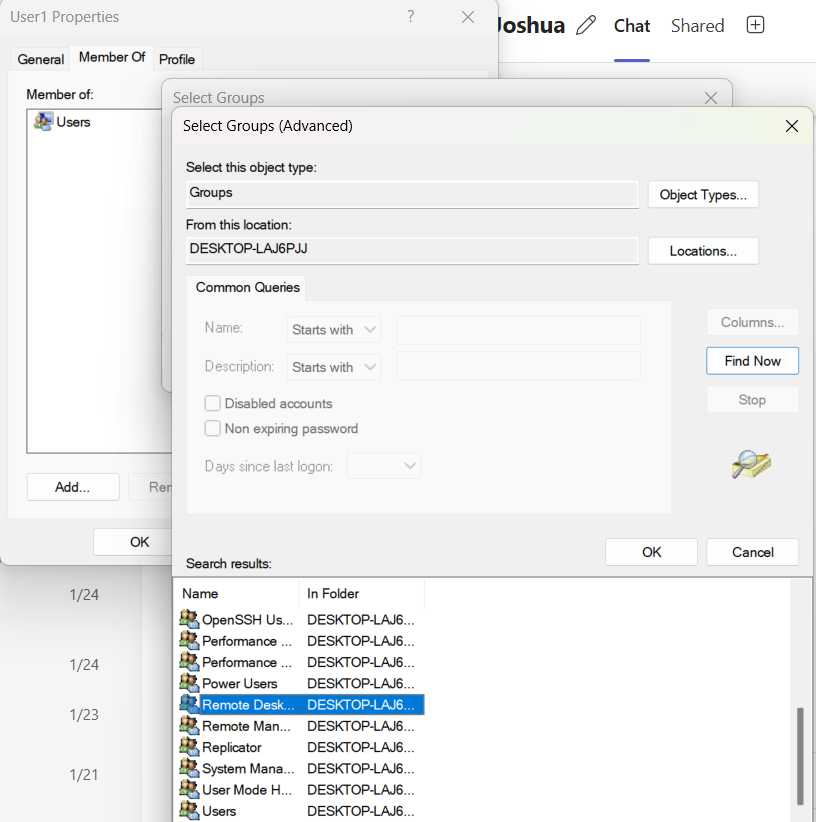 User1 Properties ?
Joshua Chat Shared
General Member Of Profile
Member of:
Users
Select Groups
Select Groups (Advanced)
Select this object type:
Groups
Object Types...
From this location:
DESKTOP-LAJ6PJJ
Locations...
Common Queries
Name: Starts with
Description: Starts with
Disabled accounts
Non expiring password
Days since last logon:
Columns...
Find Now
Stop
Add... Ren
OK
OK Cancel
Search results:
Name In Folder
OpenSSH Us... DESKTOP-LAJ6...
Performance ... DESKTOP-LAJ6...
Performance ... DESKTOP-LAJ6...
Power Users DESKTOP-LAJ6...
Remote Desk... DESKTOP-LAJ6...
Remote Man... DESKTOP-LAJ6...
Replicator DESKTOP-LAJ6...
System Mana... DESKTOP-LAJ6...
User Mode H... DESKTOP-LAJ6...
Users DESKTOP-LAJ6...
1/24
1/24
1/23
1/21